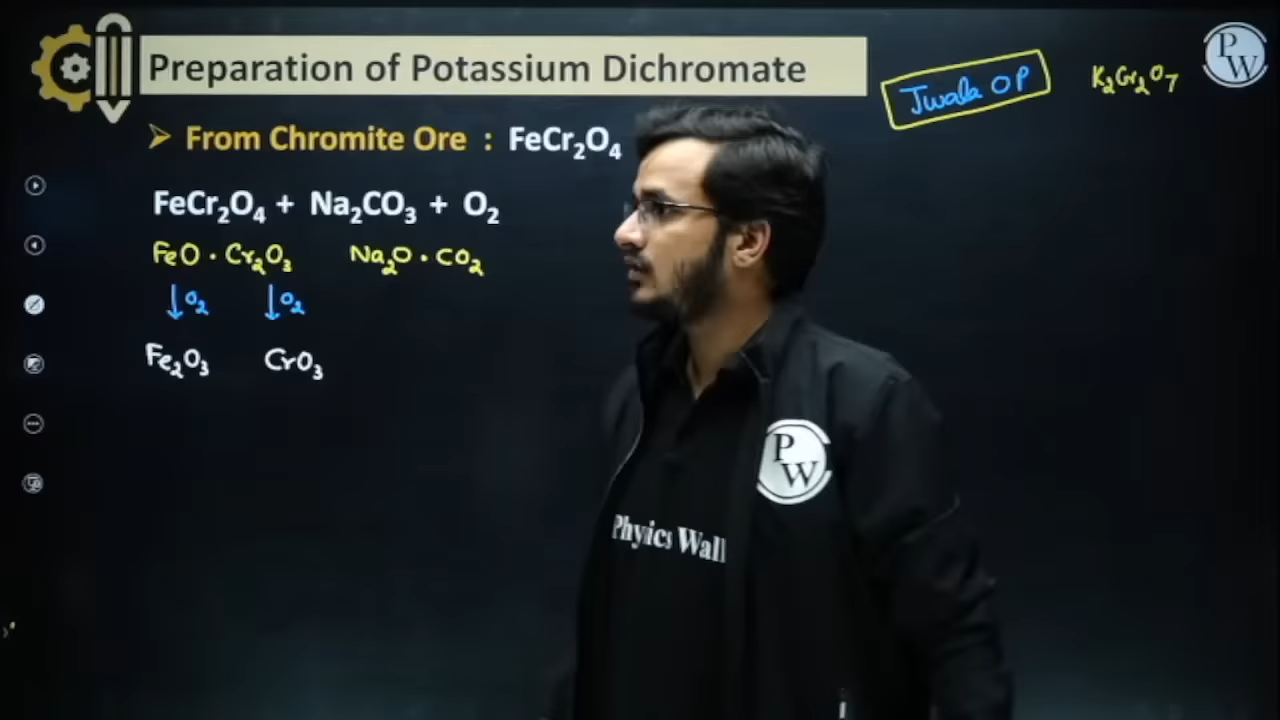 Preparation of Potassium Dichromate
Jwala OP
K₂Cr₂O₇
PW
➤ From Chromite Ore : FeCr₂O₄
FeCr₂O₄ + Na₂CO₃ + O₂
FeO · Cr₂O₃ Na₂O · CO₂
↓O₂ ↓O₂
Fe₂O₃ CrO₃
PW
Physics Wall